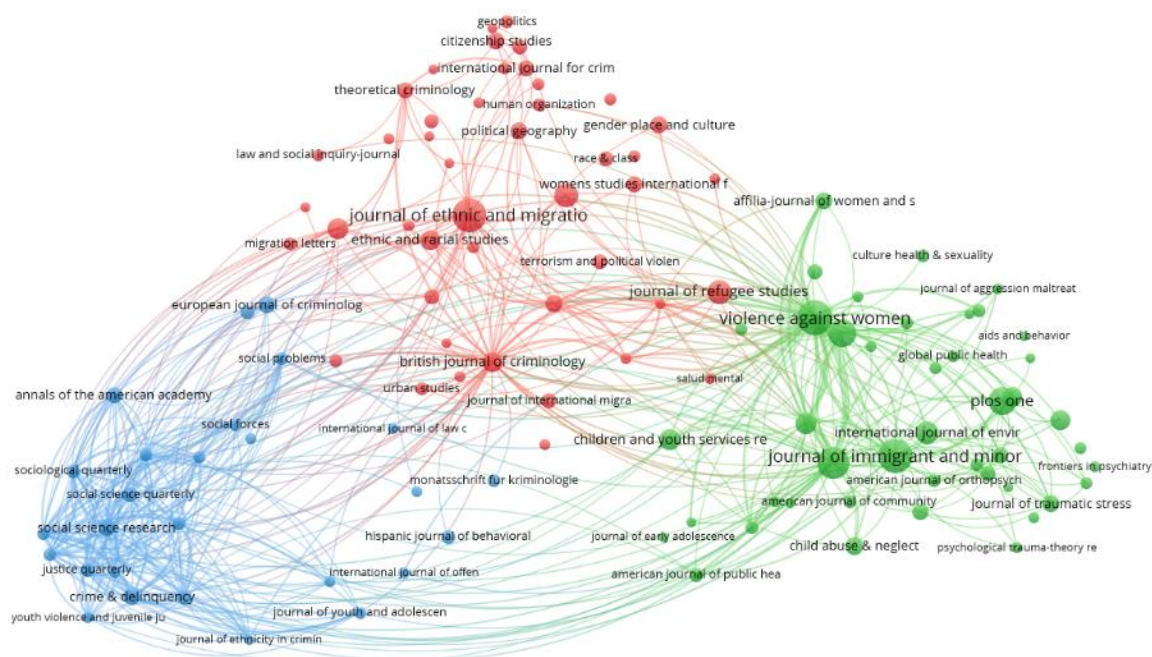 geopolitics
citizenship studies
international journal for crim
theoretical criminology
human organization
political geography
gender place and culture
law and social inquiry-journal
race & class
womens studies international f
affilia-journal of women and s
journal of ethnic and migratio
migration letters
ethnic and racial studies
culture health & sexuality
terrorism and political violen
journal of refugee studies
journal of aggression maltreat
european journal of criminolog
violence against women
aids and behavior
global public health
social problems
british journal of criminology
salud mental
urban studies
annals of the american academy
journal of international migra
plos one
social forces
international journal of law c
children and youth services re
international journal of envir
sociological quarterly
journal of immigrant and minor
frontiers in psychiatry
monatsschrift fur kriminologie
american journal of orthopsych
social science quarterly
american journal of community
journal of traumatic stress
social science research
hispanic journal of behavioral
journal of early adolescence
child abuse & neglect
psychological trauma-theory re
justice quarterly
international journal of offen
american journal of public hea
crime & delinquency
youth violence and juvenile ju
journal of youth and adolescen
journal of ethnicity in crimin